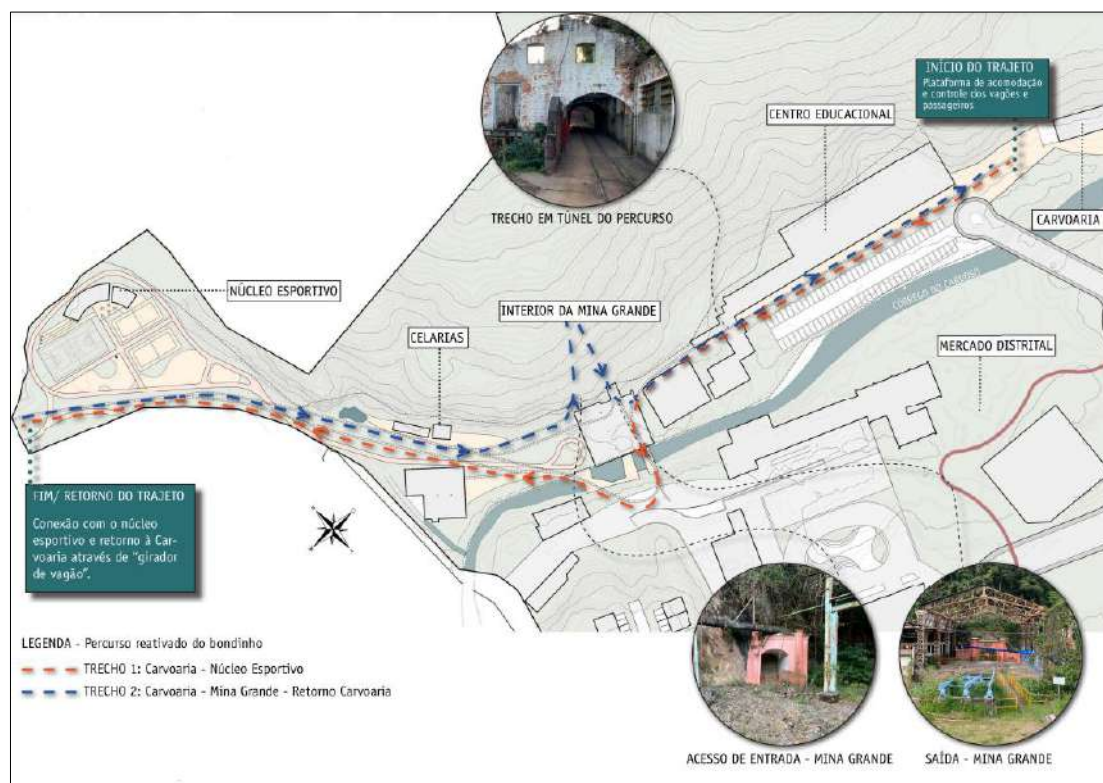 INÍCIO DO TRAJETO
Plataforma de acomodação
e controle dos vagões e
passageiros
CENTRO EDUCACIONAL
CARVOARIA
TRECHO EM TÚNEL DO PERCURSO
NÚCLEO ESPORTIVO
INTERIOR DA MINA GRANDE
CELARIAS
CÓRREGO DO CARDOSO
MERCADO DISTRITAL
FIM/ RETORNO DO TRAJETO
Conexão com o núcleo
esportivo e retorno à Car-
voaria através de "girador
de vagão".
LEGENDA - Percurso reativado do bondinho
TRECHO 1: Carvoaria - Núcleo Esportivo
TRECHO 2: Carvoaria - Mina Grande - Retorno Carvoaria
ACESSO DE ENTRADA - MINA GRANDE
SAÍDA - MINA GRANDE